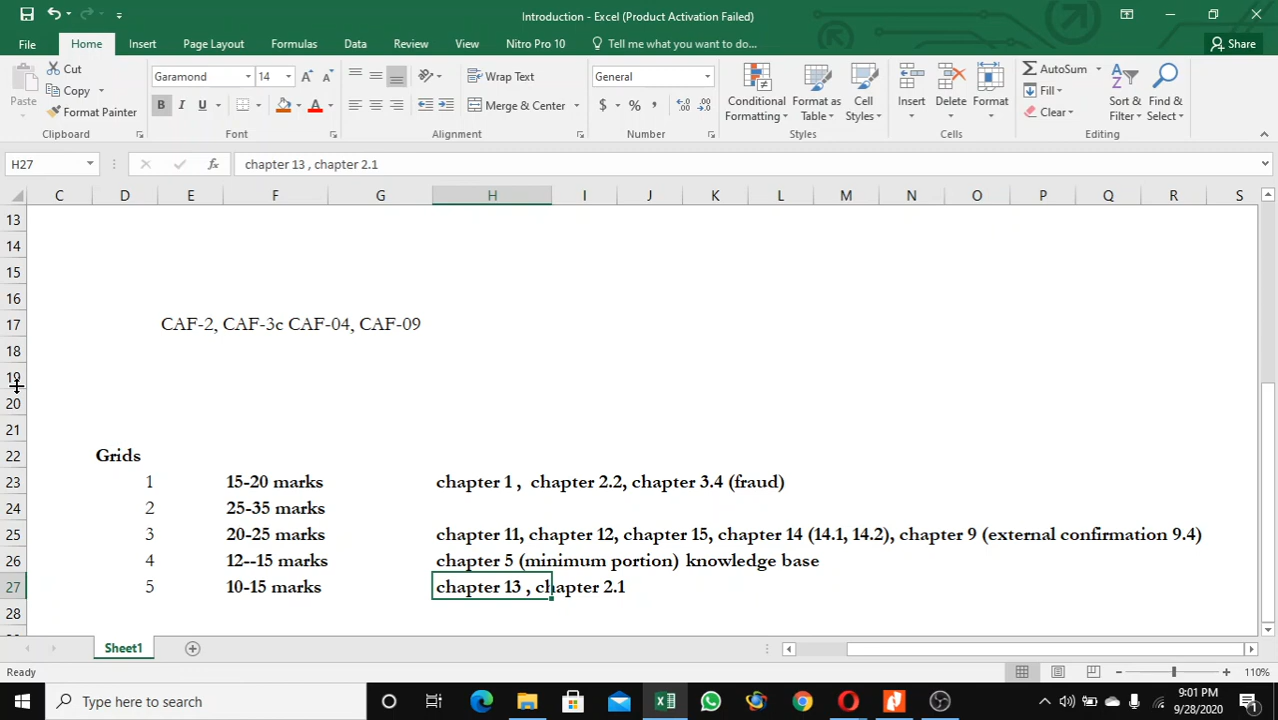 Introduction - Excel (Product Activation Failed)
File Home Insert Page Layout Formulas Data Review View Nitro Pro 10 Tell me what you want to do... Share
Paste Cut Copy Format Painter
Garamond 14
B I U A
Wrap Text
Merge & Center
General
$ % ,
Conditional Formatting Format as Table Cell Styles
Insert Delete Format
AutoSum
Fill
Clear
Sort & Filter Find & Select
Clipboard Font Alignment Number Styles Cells Editing
H27 fx chapter 13 , chapter 2.1
C D E F G H I J K L M N O P Q R S
13
14
15
16
17 CAF-2, CAF-3c CAF-04, CAF-09
18
19
20
21
22 Grids
23 1 15-20 marks chapter 1 , chapter 2.2, chapter 3.4 (fraud)
24 2 25-35 marks
25 3 20-25 marks chapter 11, chapter 12, chapter 15, chapter 14 (14.1, 14.2), chapter 9 (external confirmation 9.4)
26 4 12--15 marks chapter 5 (minimum portion) knowledge base
27 5 10-15 marks chapter 13 , chapter 2.1
28
Sheet1
Ready 110%
Type here to search
9:01 PM
9/28/2020
1